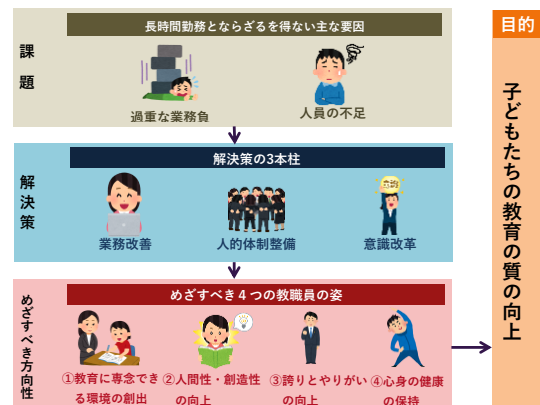 目的
長時間勤務とならざるを得ない主な要因
課
題
過重な業務負
人員の不足
解決策の3本柱
解
決
策
業務改善
人的体制整備
意識改革
めざすべき４つの教職員の姿
めざすべき方向性
①教育に専念でき
る環境の創出
②人間性・創造性
の向上
③誇りとやりがい
の向上
④心身の健康
の保持
子どもたちの教育の質の向上